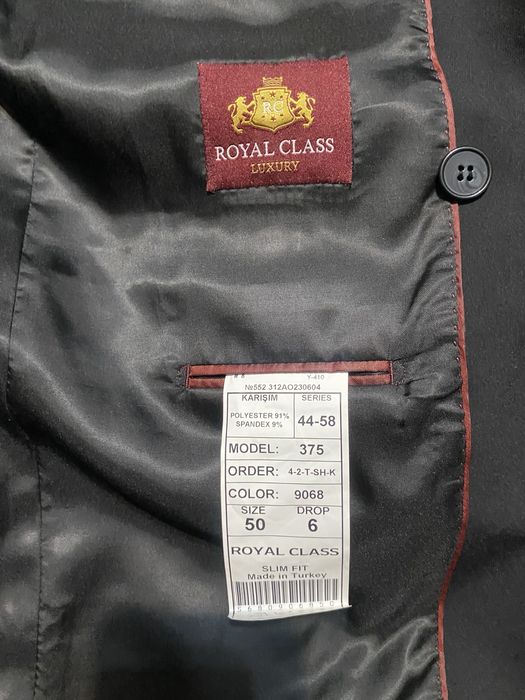 RC
ROYAL CLASS
LUXURY
Y-410
№552 312AO230604
KARIŞIM SERIES
POLYESTER 91%
SPANDEX 9%
44-58
MODEL: 375
ORDER: 4-2-T-SH-K
COLOR: 9068
SIZE DROP
50 6
ROYAL CLASS
SLIM FIT
Made in Turkey